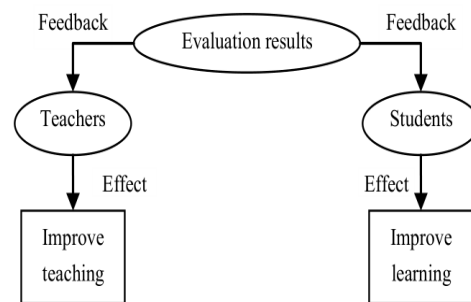 Feedback
Evaluation results
Feedback
Teachers
Students
Effect
Effect
Improve
teaching
Improve
learning